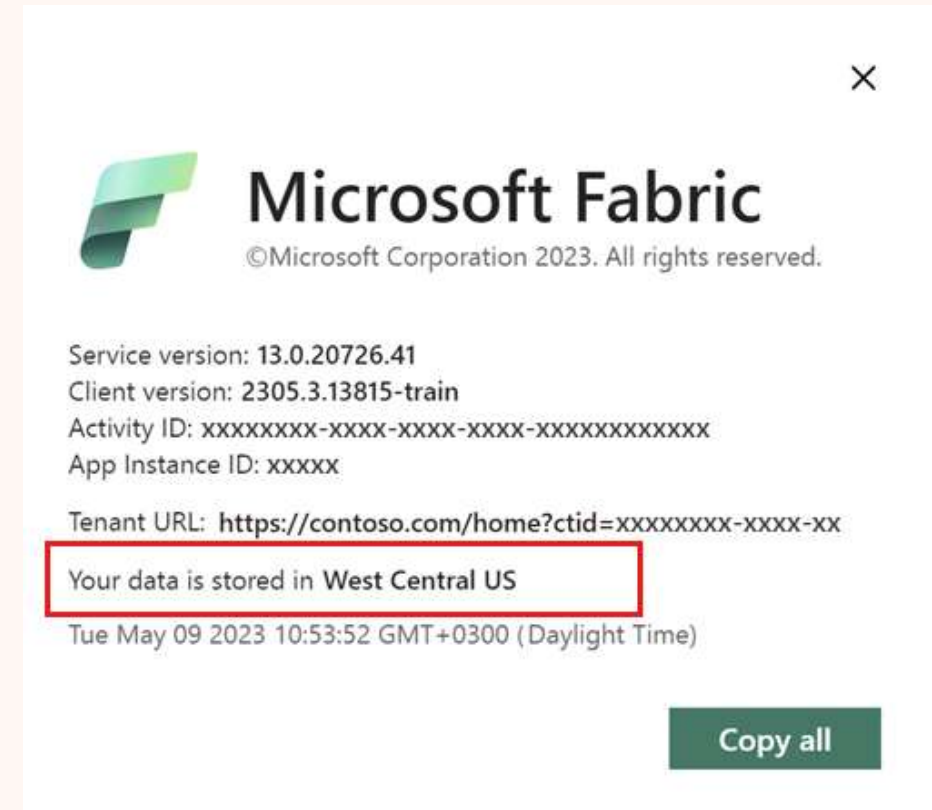 Microsoft Fabric
©Microsoft Corporation 2023. All rights reserved.
Service version: 13.0.20726.41
Client version: 2305.3.13815-train
Activity ID: xxxxxxxx-xxxx-xxxx-xxxx-xxxxxxxxxxxx
App Instance ID: xxxxx
Tenant URL: https://contoso.com/home?ctid=xxxxxxxx-xxxx-xx
Your data is stored in West Central US
Tue May 09 2023 10:53:52 GMT+0300 (Daylight Time)
Copy all